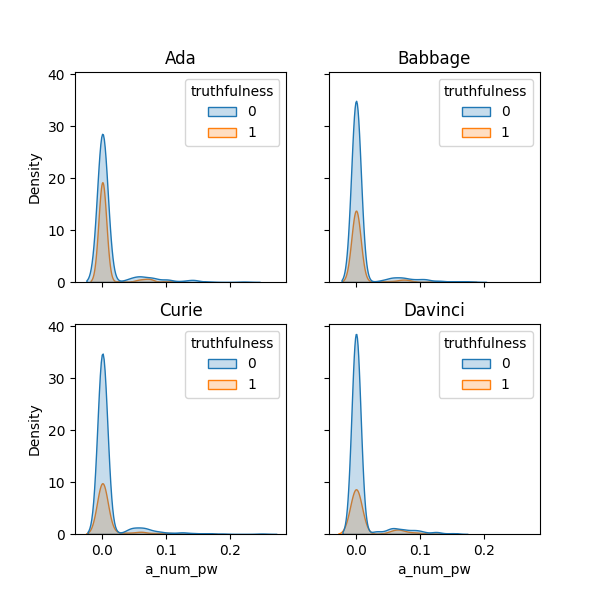 Ada
Babbage
40
30
20
10
0
Density
truthfulness
0
1
truthfulness
0
1
Curie
Davinci
40
30
20
10
0
Density
truthfulness
0
1
truthfulness
0
1
0.0 0.1 0.2
0.0 0.1 0.2
a_num_pw
a_num_pw